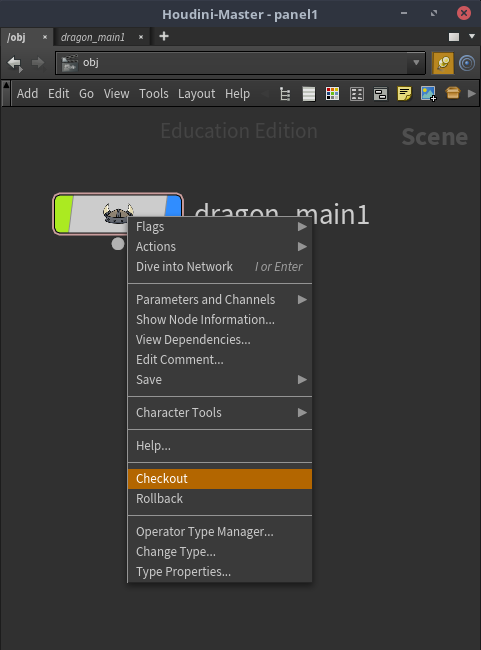 Houdini-Master - panel1
/obj × dragon_main1 × +
obj
Add Edit Go View Tools Layout Help
Education Edition
Scene
dragon_main1
Flags
Actions
Dive into Network I or Enter
Parameters and Channels
Show Node Information...
View Dependencies...
Edit Comment...
Save
Character Tools
Help...
Checkout
Rollback
Operator Type Manager...
Change Type...
Type Properties...